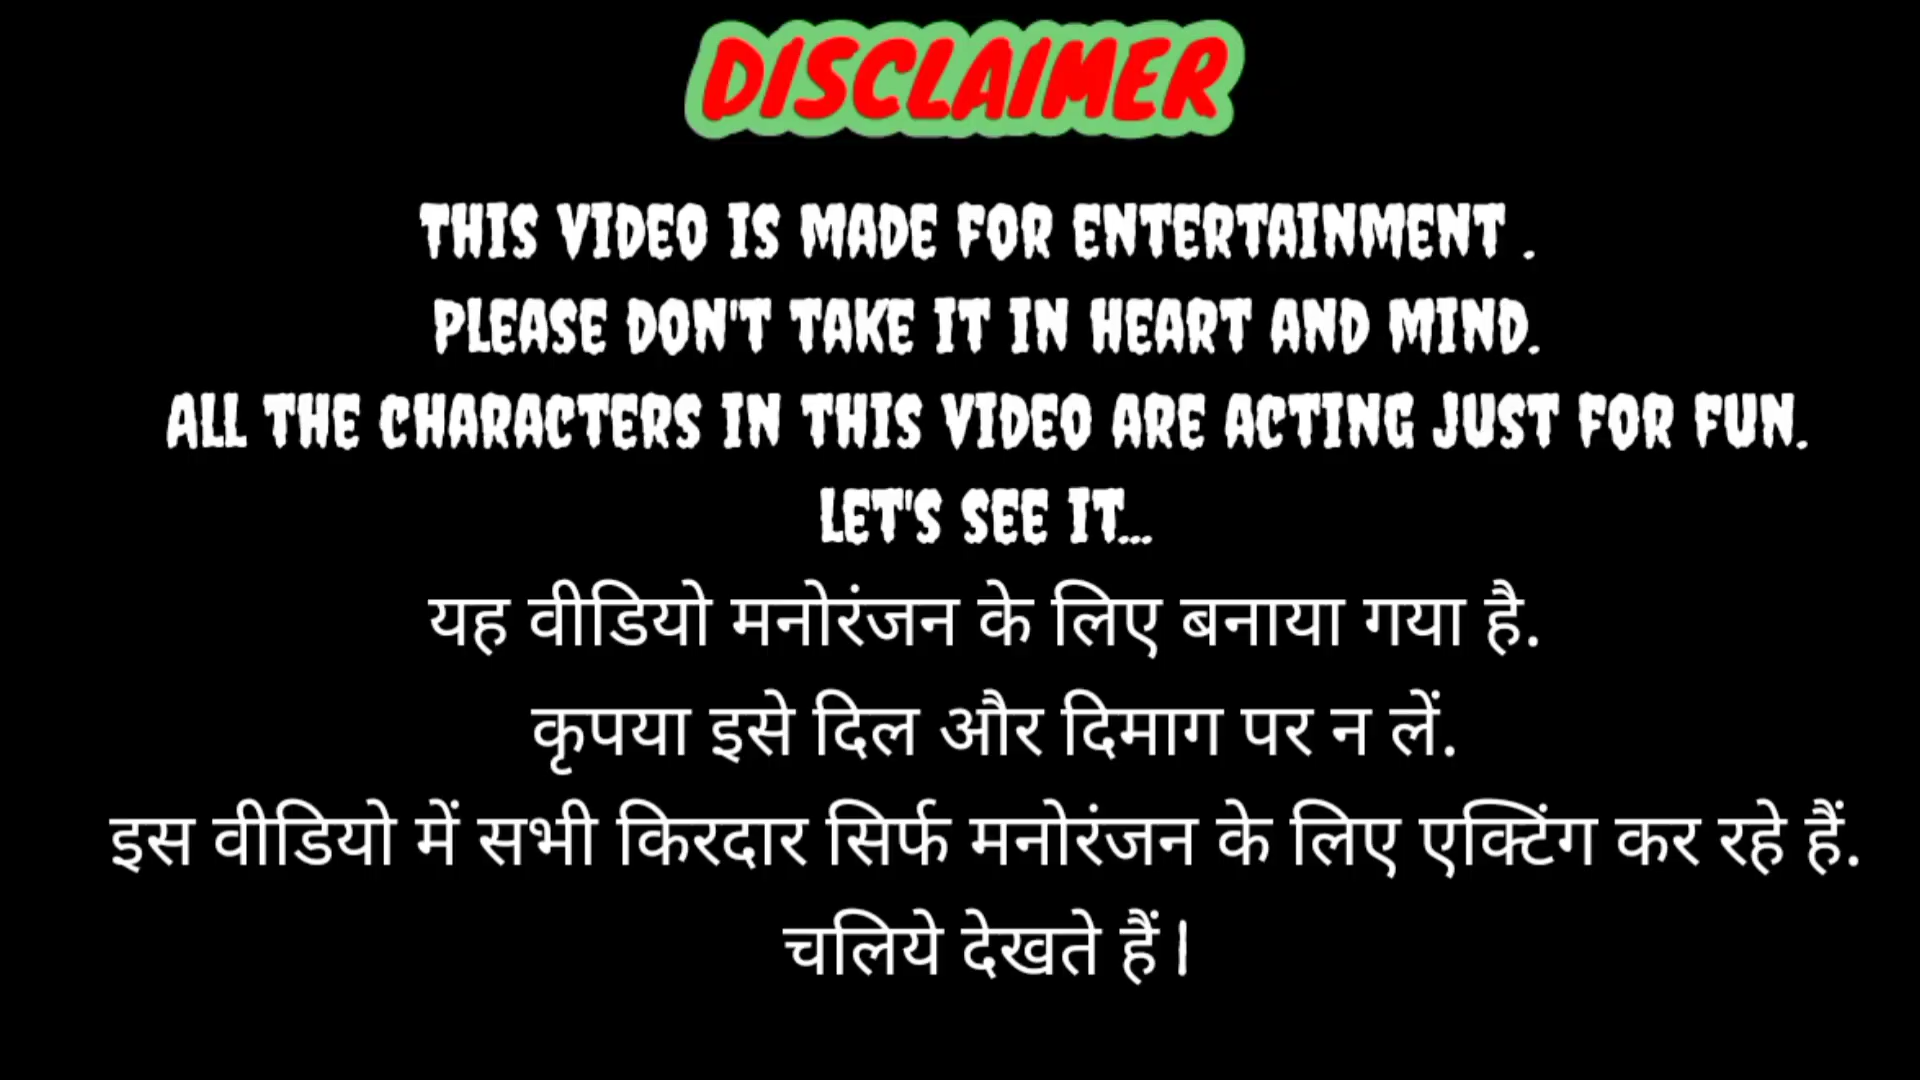 DISCLAIMER
THIS VIDEO IS MADE FOR ENTERTAINMENT .
PLEASE DON'T TAKE IT IN HEART AND MIND.
ALL THE CHARACTERS IN THIS VIDEO ARE ACTING JUST FOR FUN.
LET'S SEE IT...
यह वीडियो मनोरंजन के लिए बनाया गया है.
कृपया इसे दिल और दिमाग पर न लें.
इस वीडियो में सभी किरदार सिर्फ मनोरंजन के लिए एक्टिंग कर रहे हैं.
चलिये देखते हैं |